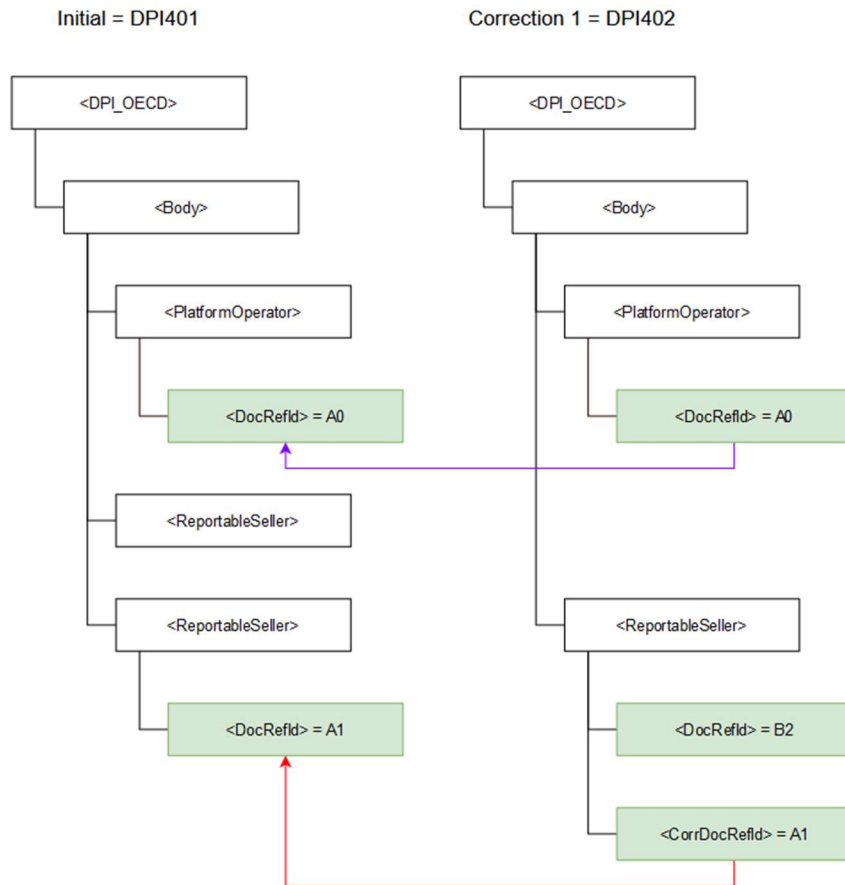 Initial = DPI401
Correction 1 = DPI402
<DPI_OECD>
<DPI_OECD>
<Body>
<Body>
<PlatformOperator>
<PlatformOperator>
<DocRefId> = A0
<DocRefId> = A0
<ReportableSeller>
<ReportableSeller>
<ReportableSeller>
<DocRefId> = A1
<DocRefId> = B2
<CorrDocRefId> = A1